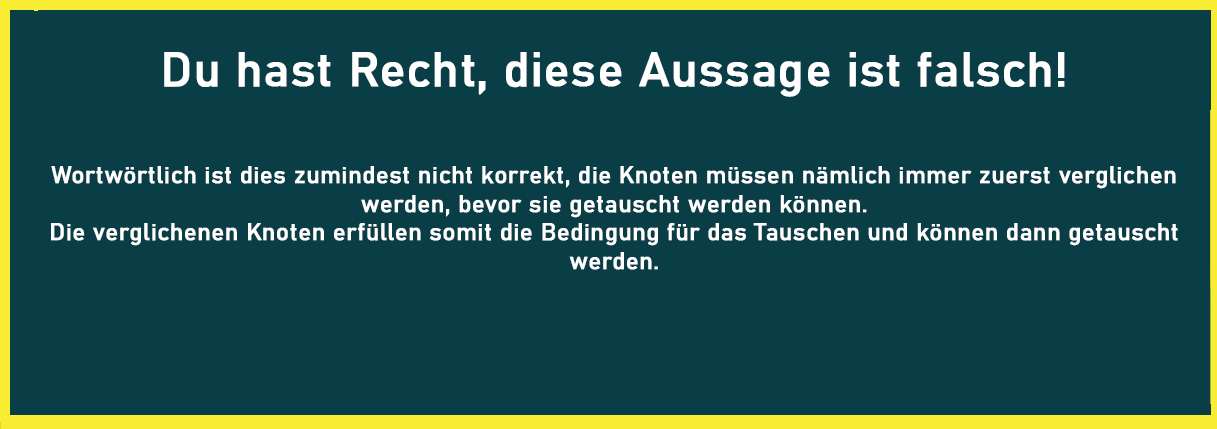 Du hast Recht, diese Aussage ist falsch!
Wortwörtlich ist dies zumindest nicht korrekt, die Knoten müssen nämlich immer zuerst verglichen
werden, bevor sie getauscht werden können.
Die verglichenen Knoten erfüllen somit die Bedingung für das Tauschen und können dann getauscht
werden.